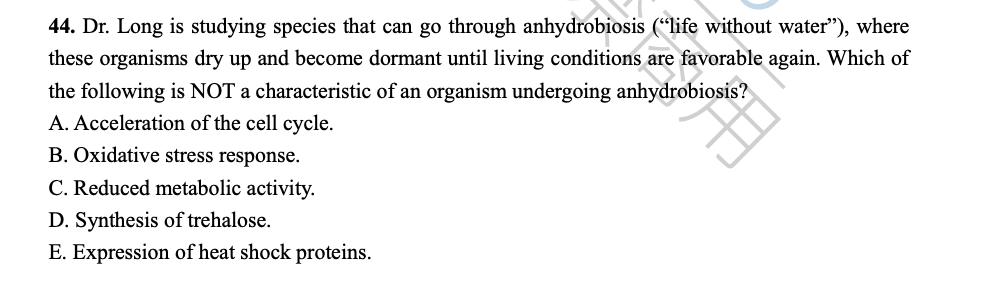 44. Dr. Long is studying species that can go through anhydrobiosis (“life without water”), where
these organisms dry up and become dormant until living conditions are favorable again. Which of
the following is NOT a characteristic of an organism undergoing anhydrobiosis?
A. Acceleration of the cell cycle.
B. Oxidative stress response.
C. Reduced metabolic activity.
D. Synthesis of trehalose.
E. Expression of heat shock proteins.